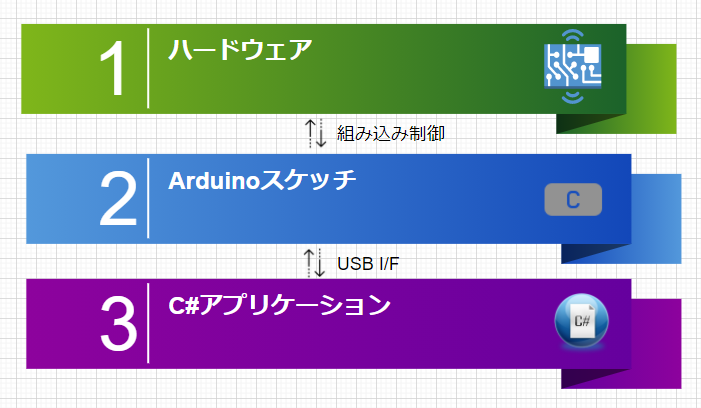 1
ハードウェア
組み込み制御
2
Arduinoスケッチ
C
USB I/F
3
C#アプリケーション
C#